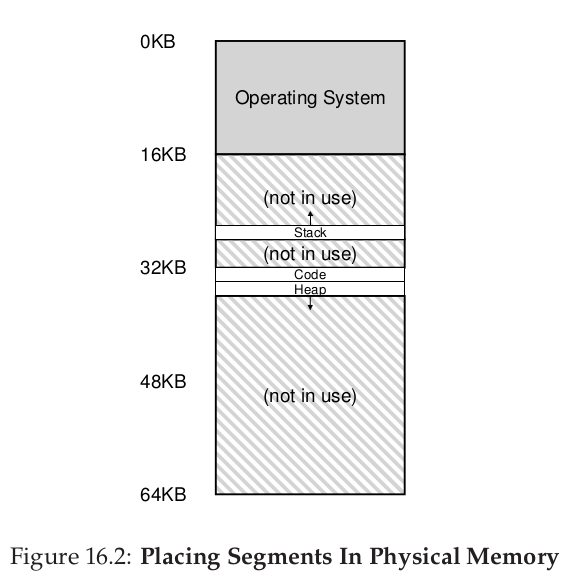 0KB
Operating System
16KB
(not in use)
Stack
(not in use)
32KB
Code
Heap
48KB
(not in use)
64KB
Figure 16.2: Placing Segments In Physical Memory